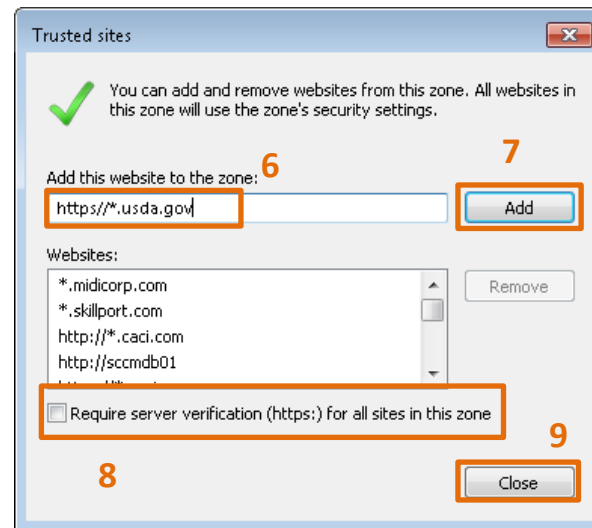 Trusted sites
You can add and remove websites from this zone. All websites in
this zone will use the zone's security settings.
6
7
Add this website to the zone:
https//*.usda.gov
Add
Websites:
*.midicorp.com
*.skillport.com
http://*.caci.com
http://sccmdb01
Remove
Require server verification (https:) for all sites in this zone
8
9
Close